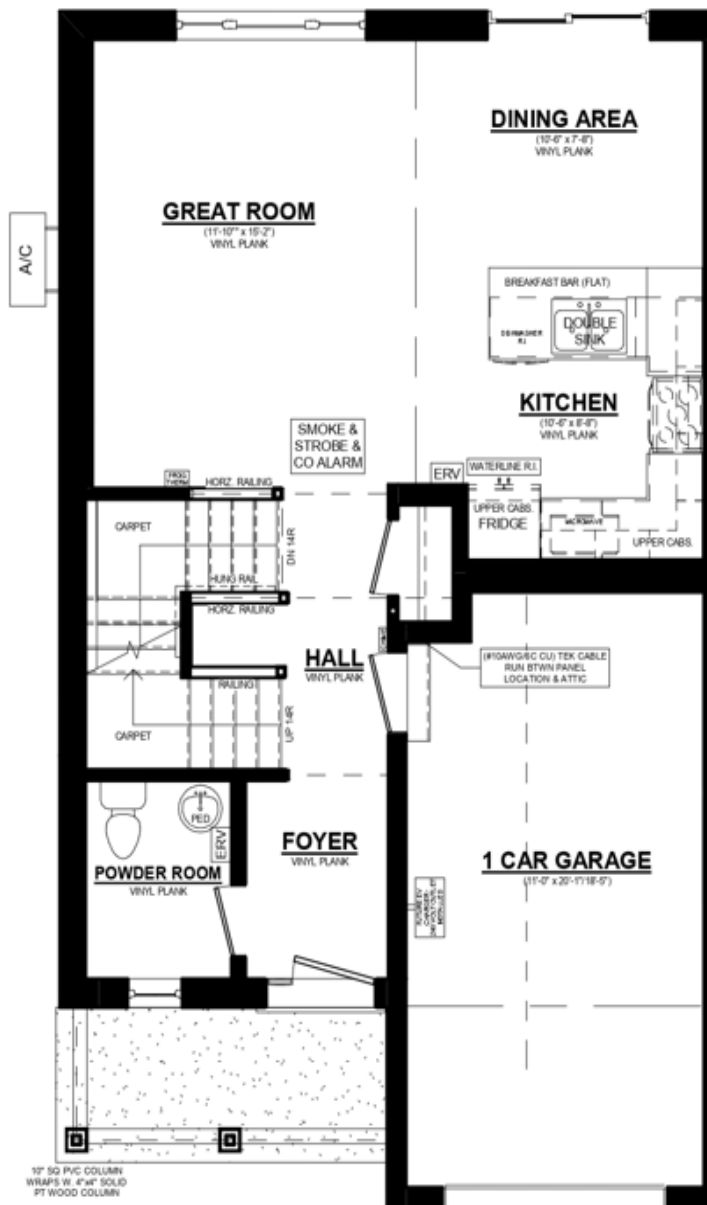 DINING AREA
(10'-6" x 7'-8")
VINYL PLANK
GREAT ROOM
(11'-10"" x 15'-2")
VINYL PLANK
A/C
BREAKFAST BAR (FLAT)
DOUBLE
SINK
DISHWASHER
R.I.
KITCHEN
(10'-6" x 8'-8")
VINYL PLANK
SMOKE &
STROBE &
CO ALARM
ERV
WATERLINE R.I.
UPPER CABS.
FRIDGE
MICROWAVE
UPPER CABS.
HORZ. RAILING
CARPET
DN 14R
HUNG RAIL
HORZ. RAILING
HALL
VINYL PLANK
(#10AWG/6C CU) TEK CABLE
RUN BTWN PANEL
LOCATION & ATTIC
RAILING
UP 14R
CARPET
PED
ERV
FOYER
VINYL PLANK
POWDER ROOM
VINYL PLANK
1 CAR GARAGE
(11'-0" x 20'-1"/18'-5")
FUTURE EV
CHARGER-
10" SQ PVC COLUMN
WRAPS W. 4"x4" SOLID
PT WOOD COLUMN